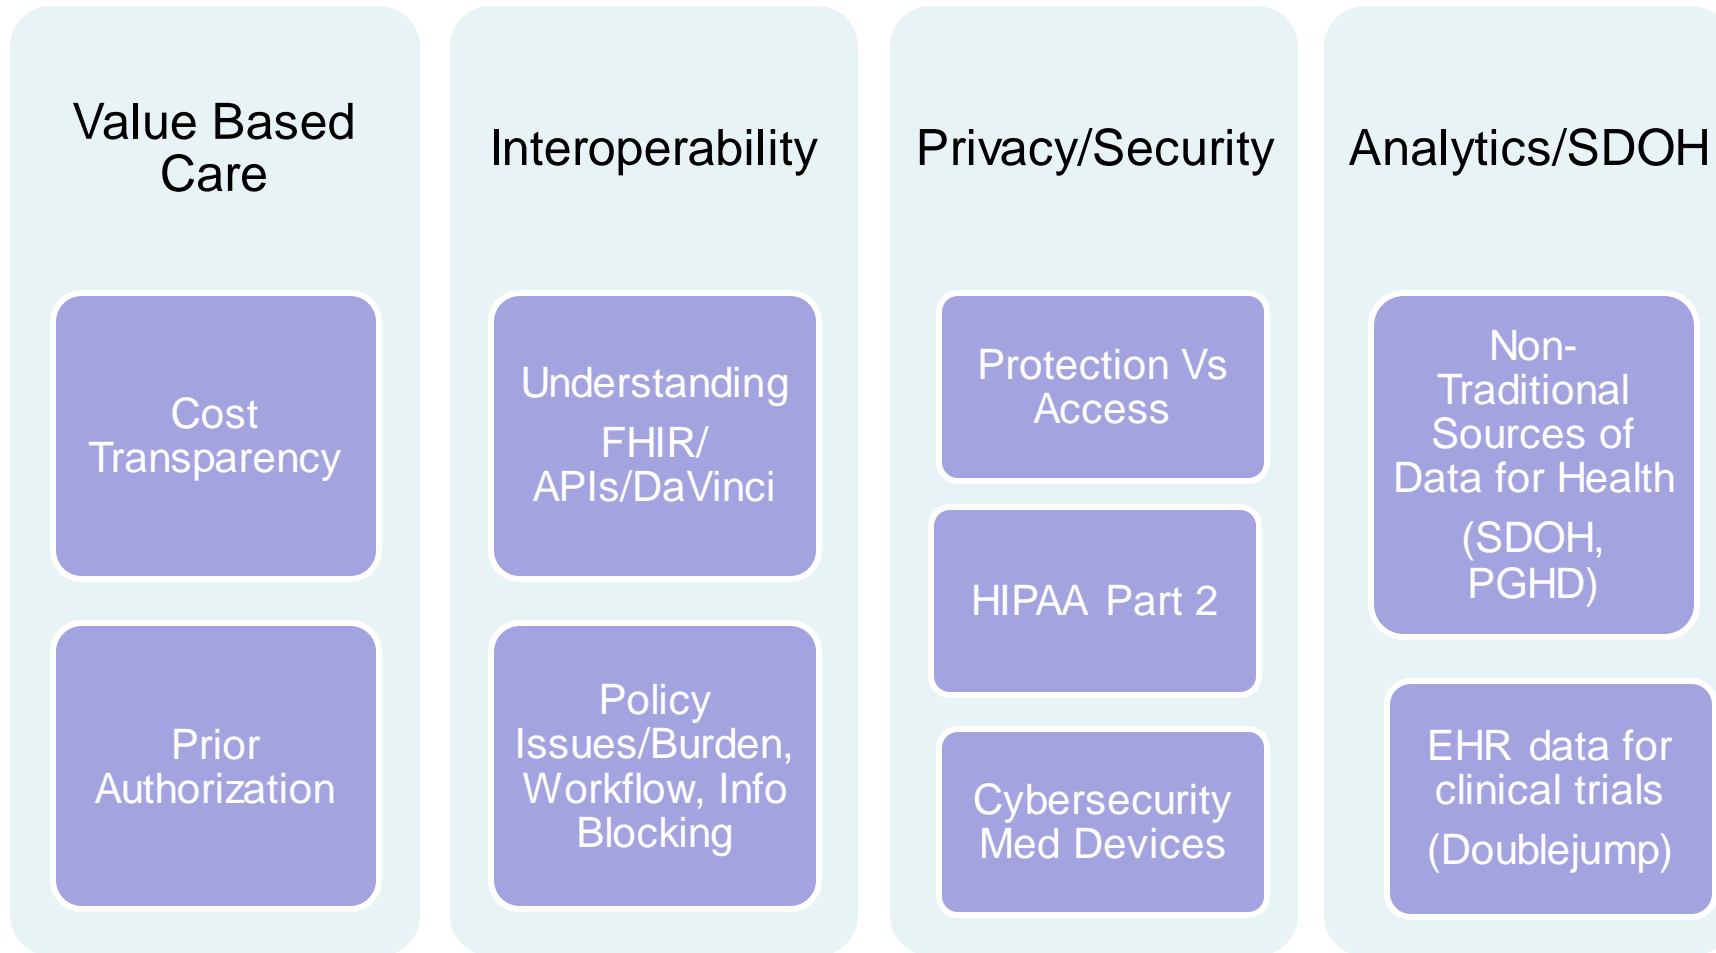 Value Based
Care
Cost
Transparency
Prior
Authorization
Interoperability
Understanding
FHIR/
APIs/DaVinci
Policy
Issues/Burden,
Workflow, Info
Blocking
Privacy/Security
Protection Vs
Access
HIPAA Part 2
Cybersecurity
Med Devices
Analytics/SDOH
Non-
Traditional
Sources of
Data for Health
(SDOH,
PGHD)
EHR data for
clinical trials
(Doublejump)